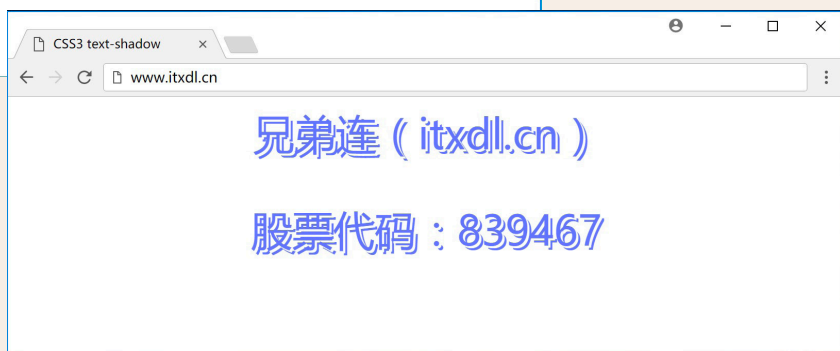 CSS3 text-shadow
www.itxdl.cn
兄弟连（itxdl.cn）
股票代码：839467